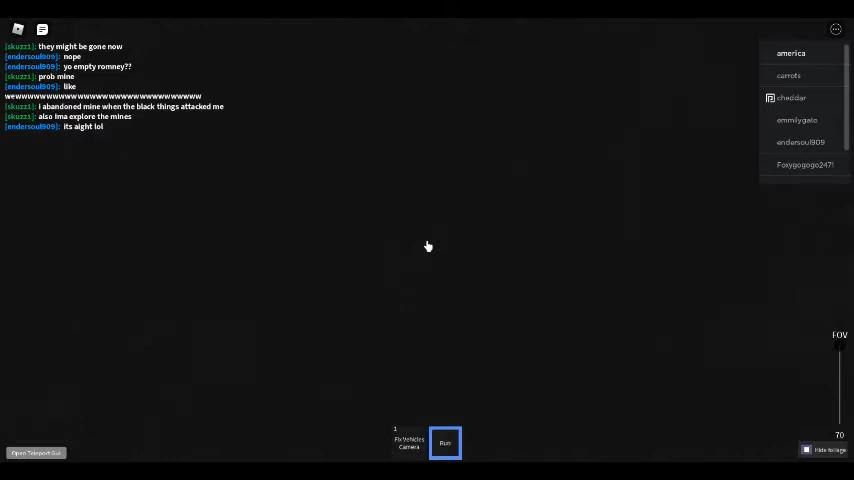 [skuzz1]: they might be gone now
[endersoul909]: nope
[endersoul909]: yo empty romney??
[skuzz1]: prob mine
[endersoul909]: like
wewwwwwwwwwwwwwwwwwwwwwwwwwwwwww
[skuzz1]: i abandoned mine when the black things attacked me
[skuzz1]: also ima explore the mines
[endersoul909]: its aight lol
america
carrots
cheddar
emmilygato
endersoul909
Foxygogogo247!
FOV
70
Hide foliage
1
Fix Vehicles
Camera
Run
Open Teleport GUI